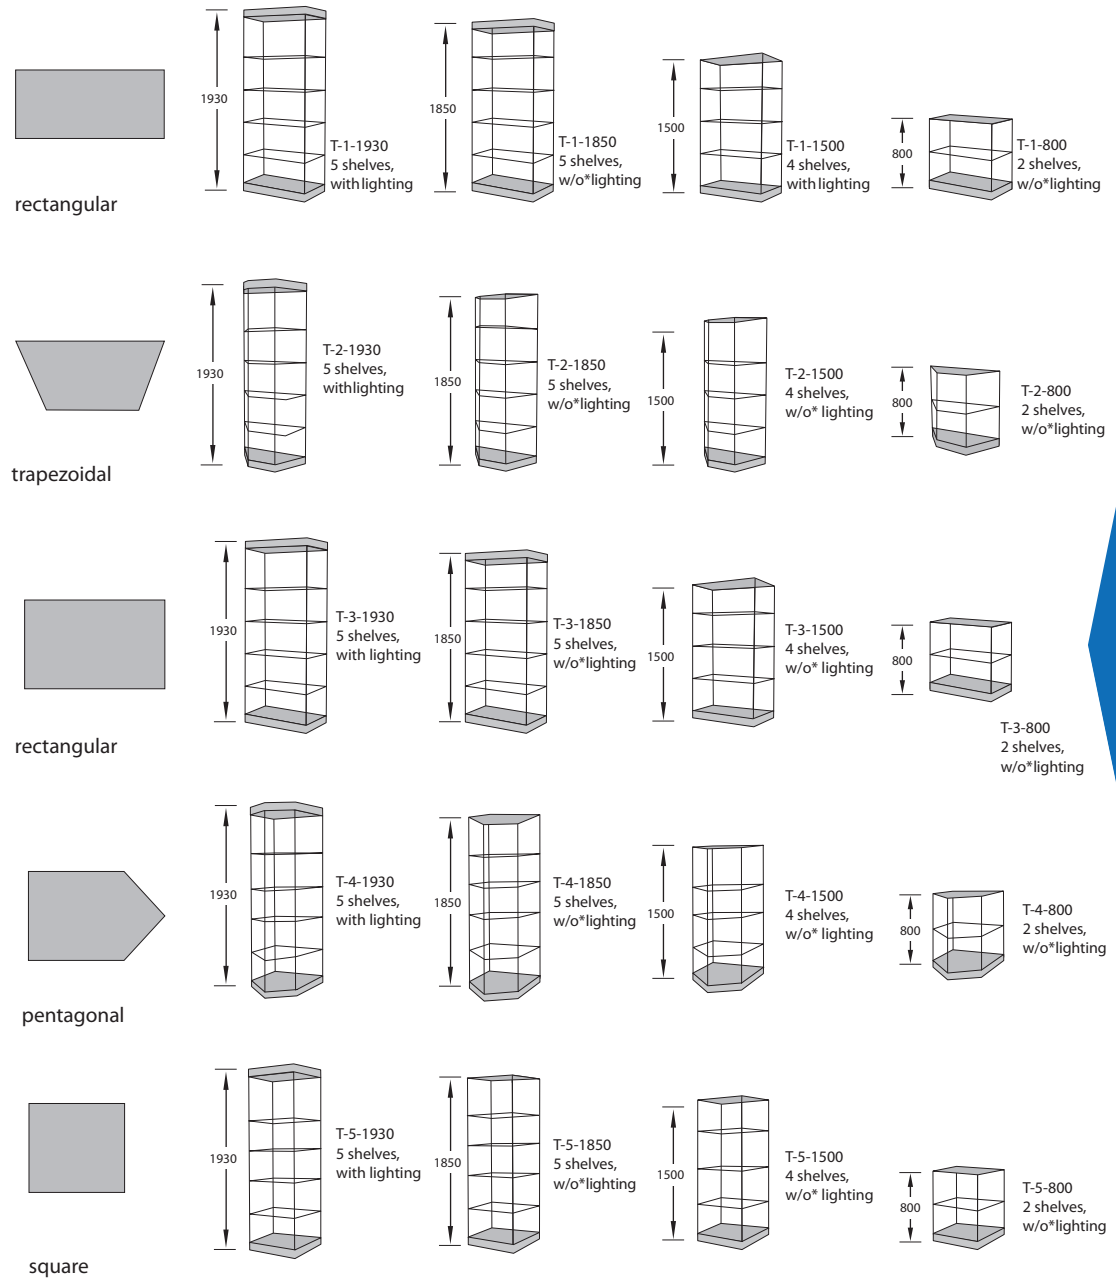 1930
T-1-1930
5 shelves,
with lighting
1850
T-1-1850
5 shelves,
w/o*lighting
1500
T-1-1500
4 shelves,
with lighting
800
T-1-800
2 shelves,
w/o*lighting
rectangular
1930
T-2-1930
5 shelves,
withlighting
1850
T-2-1850
5 shelves,
w/o*lighting
1500
T-2-1500
4 shelves,
w/o* lighting
800
T-2-800
2 shelves,
w/o*lighting
trapezoidal
1930
T-3-1930
5 shelves,
with lighting
1850
T-3-1850
5 shelves,
w/o*lighting
1500
T-3-1500
4 shelves,
w/o* lighting
800
T-3-800
2 shelves,
w/o*lighting
rectangular
1930
T-4-1930
5 shelves,
with lighting
1850
T-4-1850
5 shelves,
w/o*lighting
1500
T-4-1500
4 shelves,
w/o* lighting
800
T-4-800
2 shelves,
w/o*lighting
pentagonal
1930
T-5-1930
5 shelves,
with lighting
1850
T-5-1850
5 shelves,
w/o*lighting
1500
T-5-1500
4 shelves,
w/o* lighting
800
T-5-800
2 shelves,
w/o*lighting
square